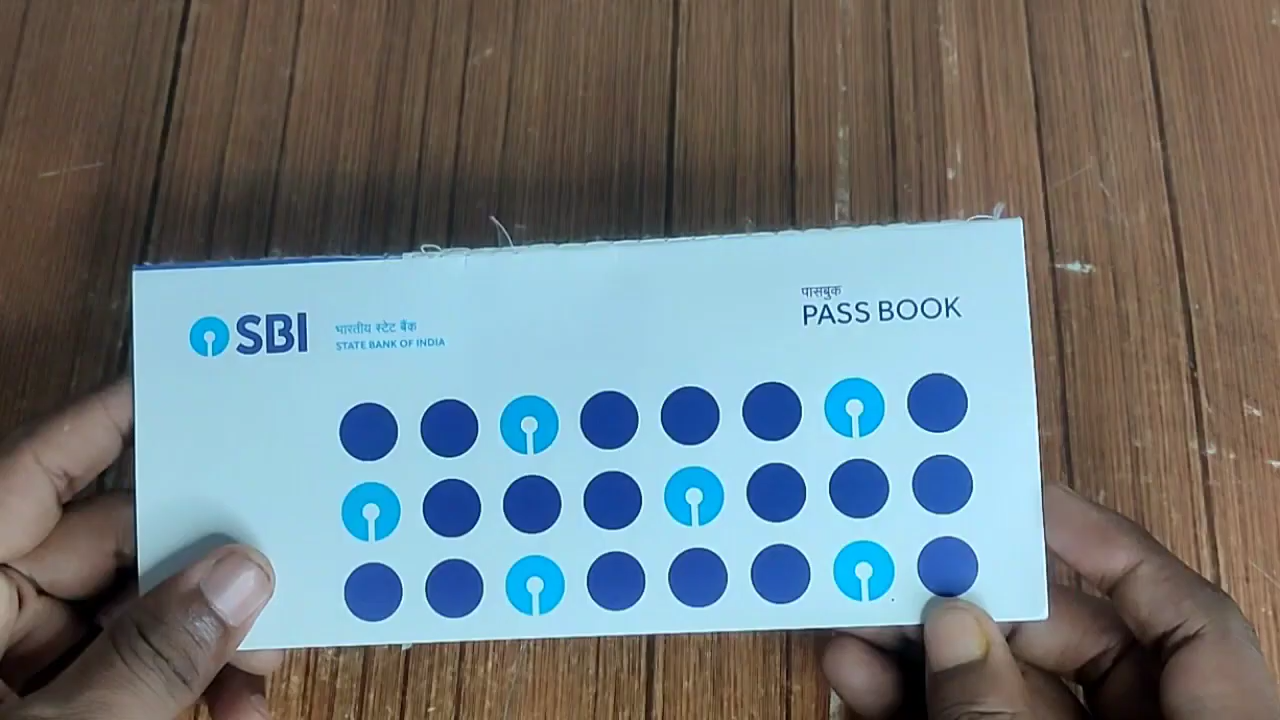 SBI
भारतीय स्टेट बैंक
STATE BANK OF INDIA
पासबुक
PASS BOOK